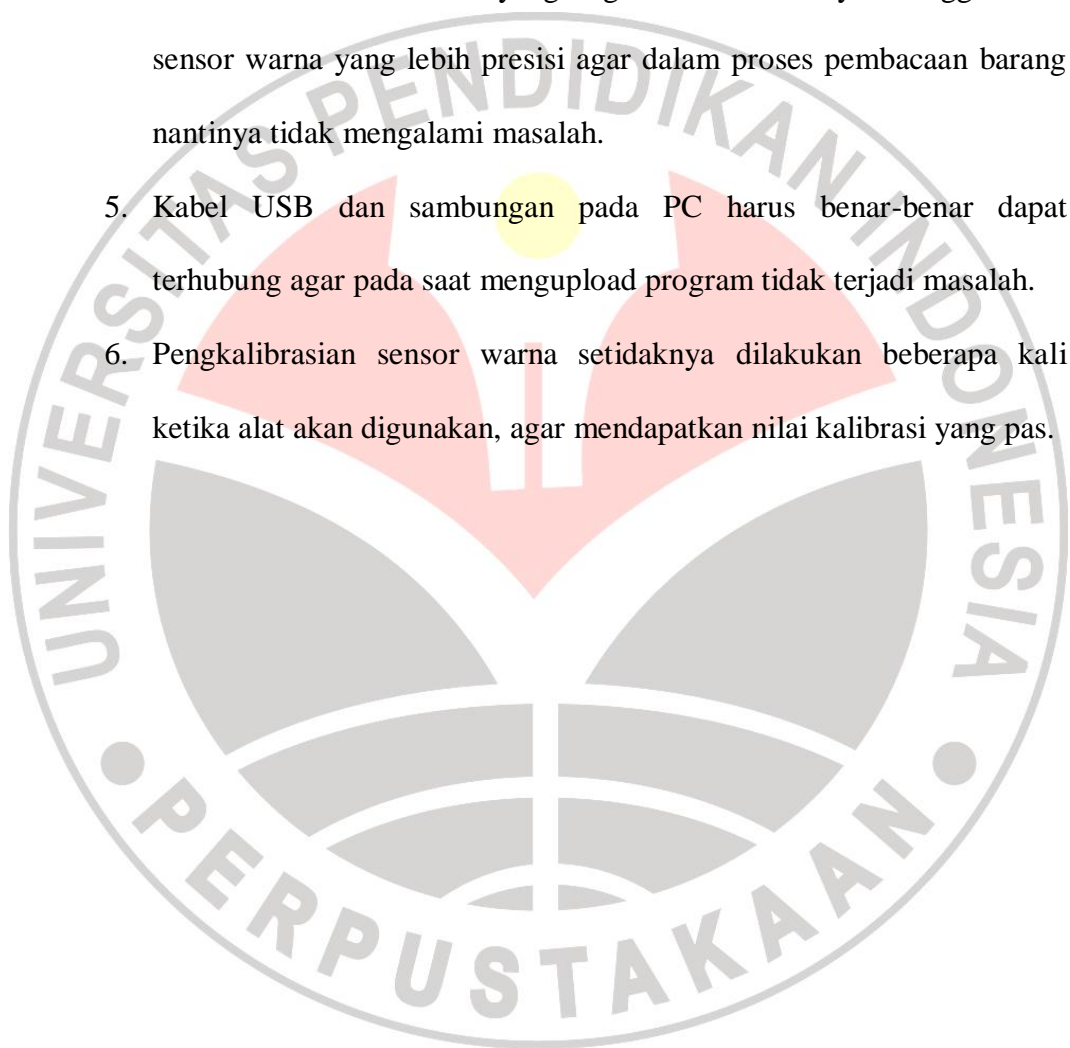 sensor warna yang lebih presisi agar dalam proses pembacaan barang
nantinya tidak mengalami masalah.
5. Kabel USB dan sambungan pada PC harus benar-benar dapat
terhubung agar pada saat mengupload program tidak terjadi masalah.
6. Pengkalibrasian sensor warna setidaknya dilakukan beberapa kali
ketika alat akan digunakan, agar mendapatkan nilai kalibrasi yang pas.
UNIVERSITAS PENDIDIKAN INDONESIA
PERPUSTAKAAN